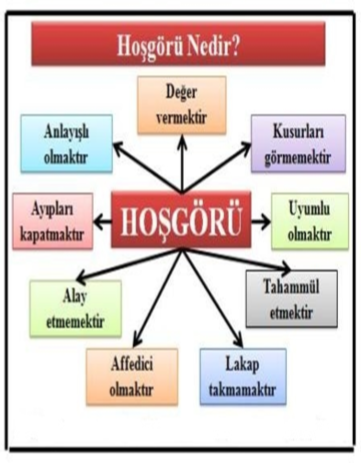 Hoşgörü Nedir?
Değer
vermektir
Anlayışlı
olmaktır
Kusurları
görmemektir
Ayıpları
kapatmaktır
HOŞGÖRÜ
Uyumlu
olmaktır
Alay
etmemektir
Tahammül
etmektir
Affedici
olmaktır
Lakap
takmamaktır